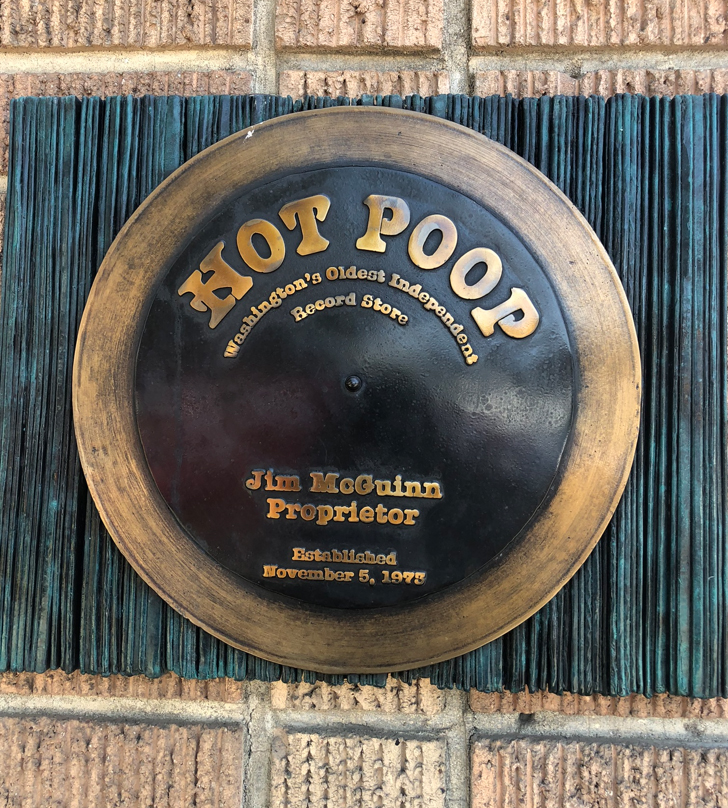 HOT POOP
Washington's Oldest Independent
Record Store
Jim McGuinn
Proprietor
Established
November 5, 1973